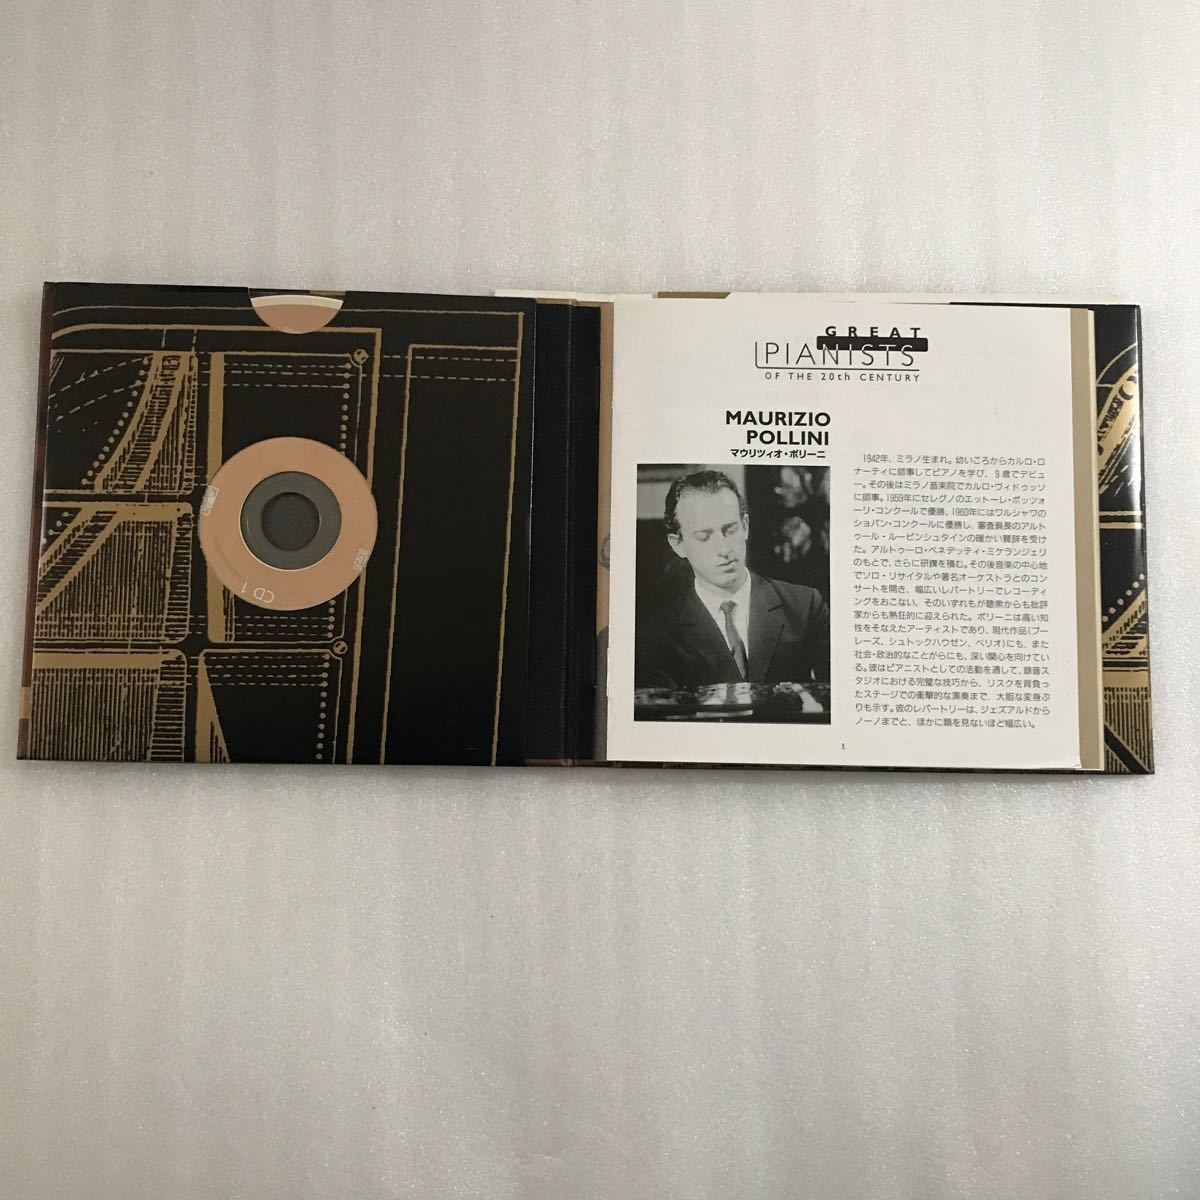 CD 1
GREAT
PIANISTS
OF THE 20th CENTURY
MAURIZIO
POLLINI
マウリツィオ・ポリーニ
1942年、ミラノ生まれ。幼いころからカルロ・ロ
ナーティに師事してピアノを学び、9歳でデビュ
ー。その後はミラノ音楽院でカルロ・ヴィドゥッソ
に師事。1959年にセレグノのエットーレ・ポッツォ
ーリ・コンクールで優勝、1960年にはワルシャワの
ショパン・コンクールに優勝し、審査員長のアルト
ゥール・ルービンシュタインの暖かい賛辞を受け
た。アルトゥーロ・ベネデッティ・ミケランジェリ
のもとで、さらに研鑽を積む。その後音楽の中心地
でソロ・リサイタルや著名オーケストラとのコン
サートを開き、幅広いレパートリーでレコーディ
ングをおこない、そのいずれもが聴衆からも批評
家からも熱狂的に迎えられた。ポリーニは高い知
性をそなえたアーティストであり、現代作品(ブー
レーズ、シュトックハウゼン、ベリオ)にも、また
社会・政治的なことがらにも、深い関心を向けてい
る。彼はピアニストとしての活動を通して、録音ス
タジオにおける完璧な技巧から、リスクを背負っ
たステージでの衝撃的な演奏まで、大胆な変身ぶ
りも示す。彼のレパートリーは、ジェズアルドから
ノーノまでと、ほかに類を見ないほど幅広い。
1